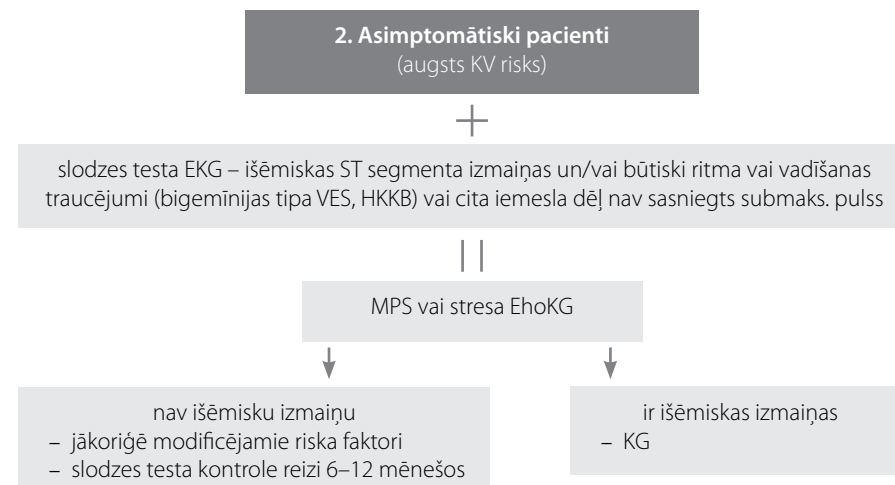 2. Asimptomātiski pacienti
(augsts KV risks)
+
slodzes testa EKG – išēmiskas ST segmenta izmaiņas un/vai būtiski ritma vai vadīšanas
traucējumi (bigemīnijas tipa VES, HKKB) vai cita iemesla dēļ nav sasniegts submaks. pulss
MPS vai stresa EhoKG
nav išēmisku izmaiņu
– jākoriģē modificējamie riska faktori
– slodzes testa kontrole reizi 6–12 mēnešos
ir išēmiskas izmaiņas
– KG